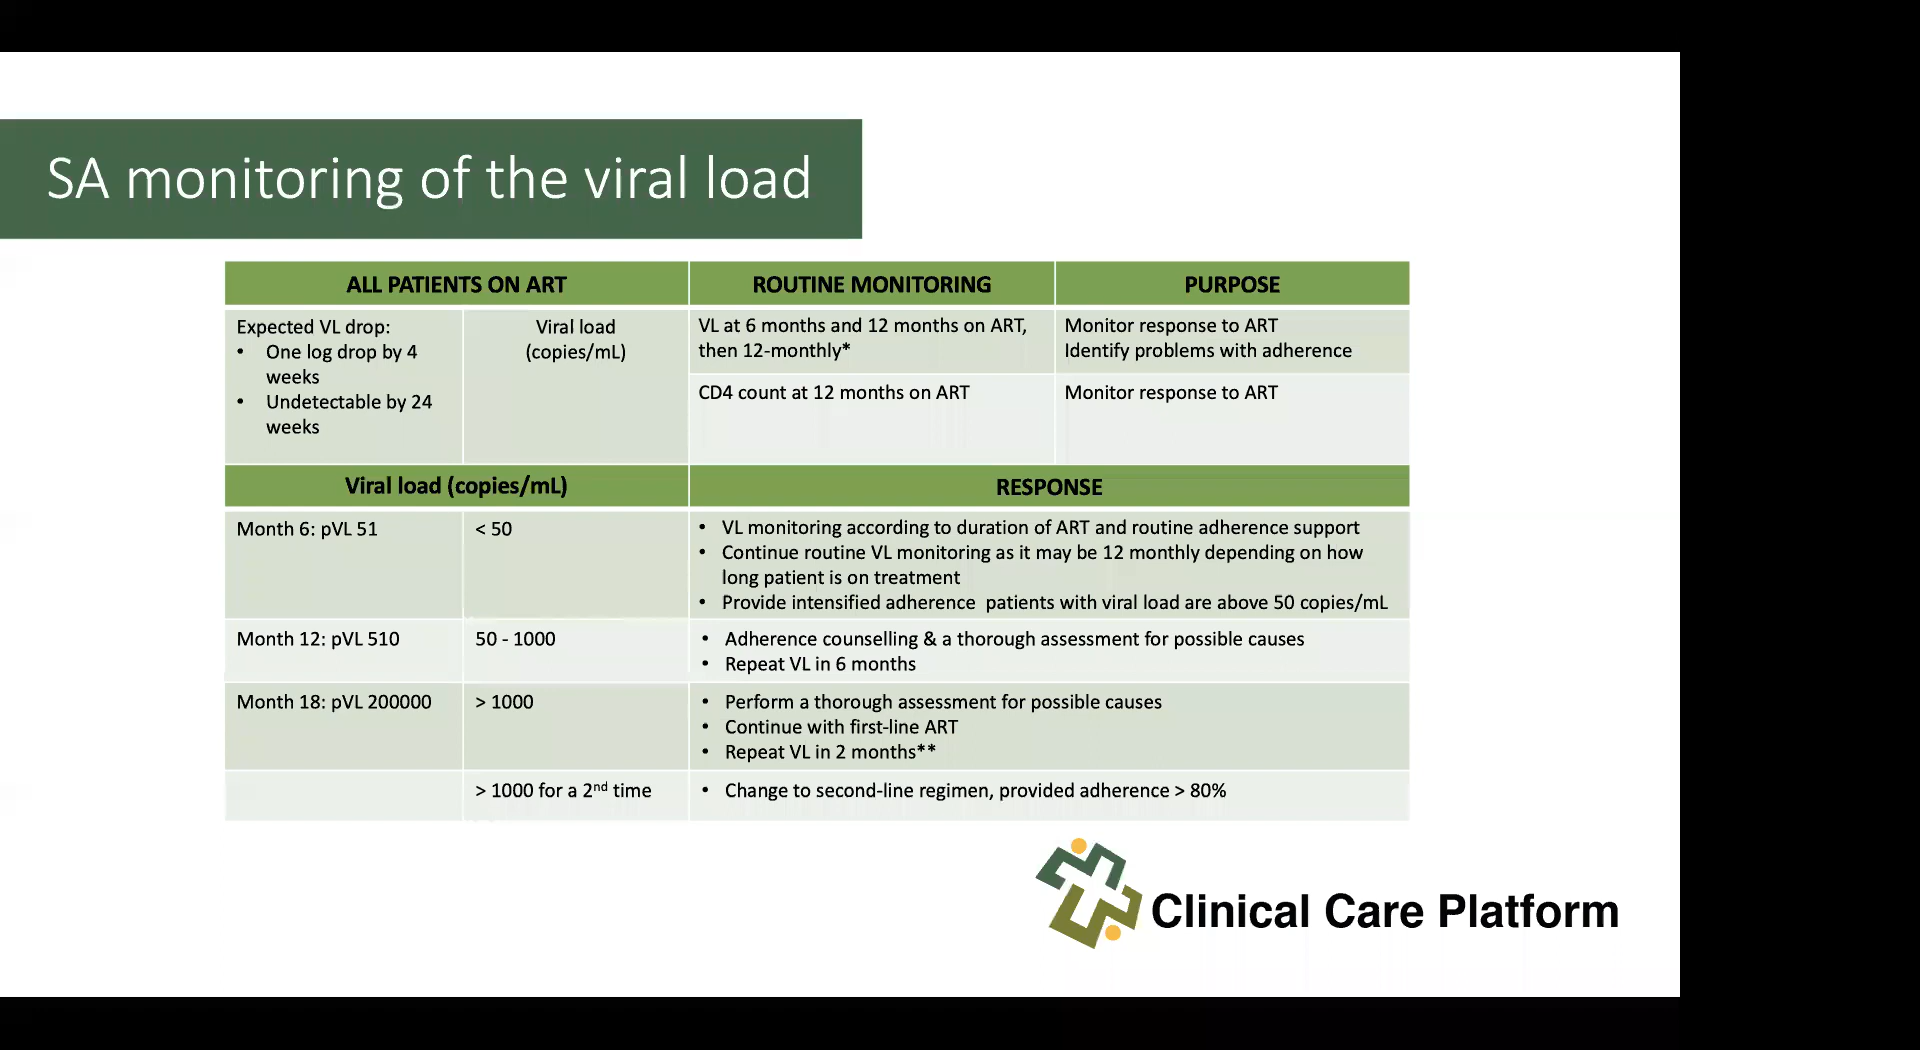 SA monitoring of the viral load
ALL PATIENTS ON ART
ROUTINE MONITORING
PURPOSE
Expected VL drop:
• One log drop by 4
weeks
• Undetectable by 24
weeks
Viral load
(copies/mL)
VL at 6 months and 12 months on ART,
then 12-monthly*
Monitor response to ART
Identify problems with adherence
CD4 count at 12 months on ART
Monitor response to ART
Viral load (copies/mL)
RESPONSE
Month 6: pVL 51
< 50
• VL monitoring according to duration of ART and routine adherence support
• Continue routine VL monitoring as it may be 12 monthly depending on how
long patient is on treatment
• Provide intensified adherence patients with viral load are above 50 copies/mL
Month 12: pVL 510
50 - 1000
• Adherence counselling & a thorough assessment for possible causes
• Repeat VL in 6 months
Month 18: pVL 200000
> 1000
• Perform a thorough assessment for possible causes
• Continue with first-line ART
• Repeat VL in 2 months**
> 1000 for a 2nd time
• Change to second-line regimen, provided adherence > 80%
Clinical Care Platform